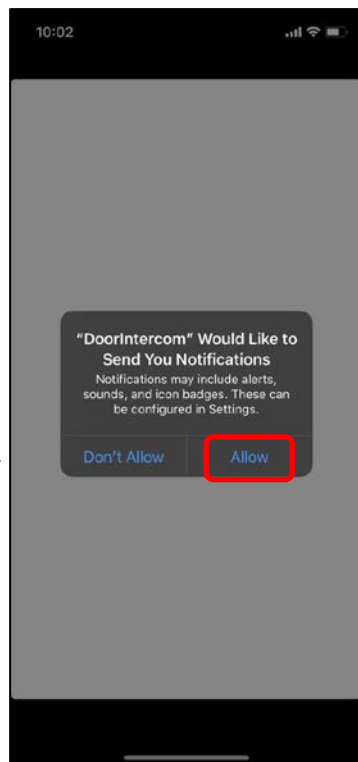 10:02
"DoorIntercom" Would Like to
Send You Notifications
Notifications may include alerts,
sounds, and icon badges. These can
be configured in Settings.
Don't Allow Allow